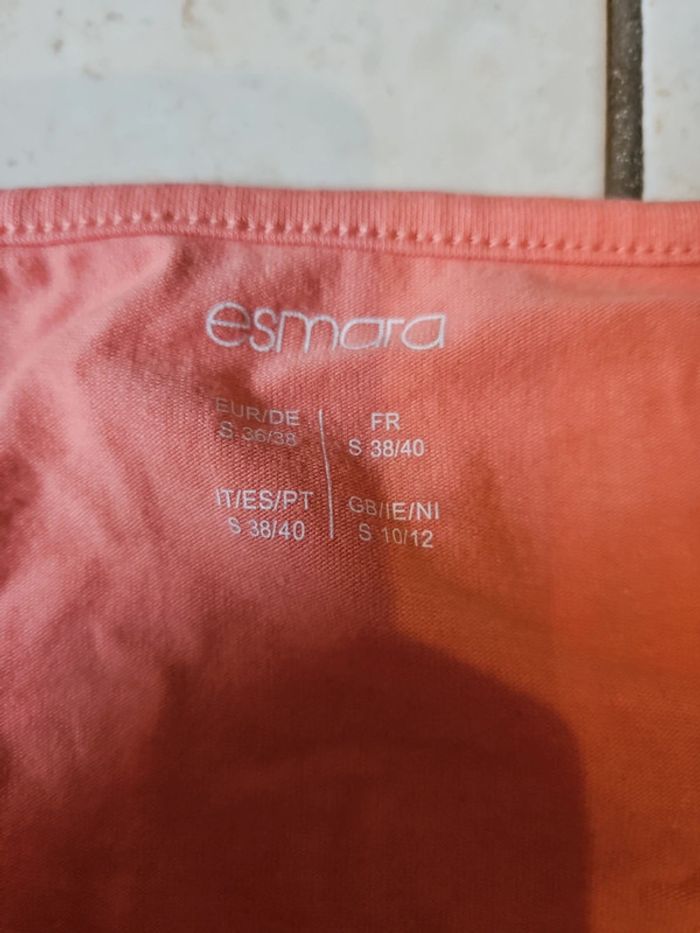 esmara
EUR/DE
S 36/38
FR
S 38/40
IT/ES/PT
S 38/40
GB/IE/NI
S 10/12